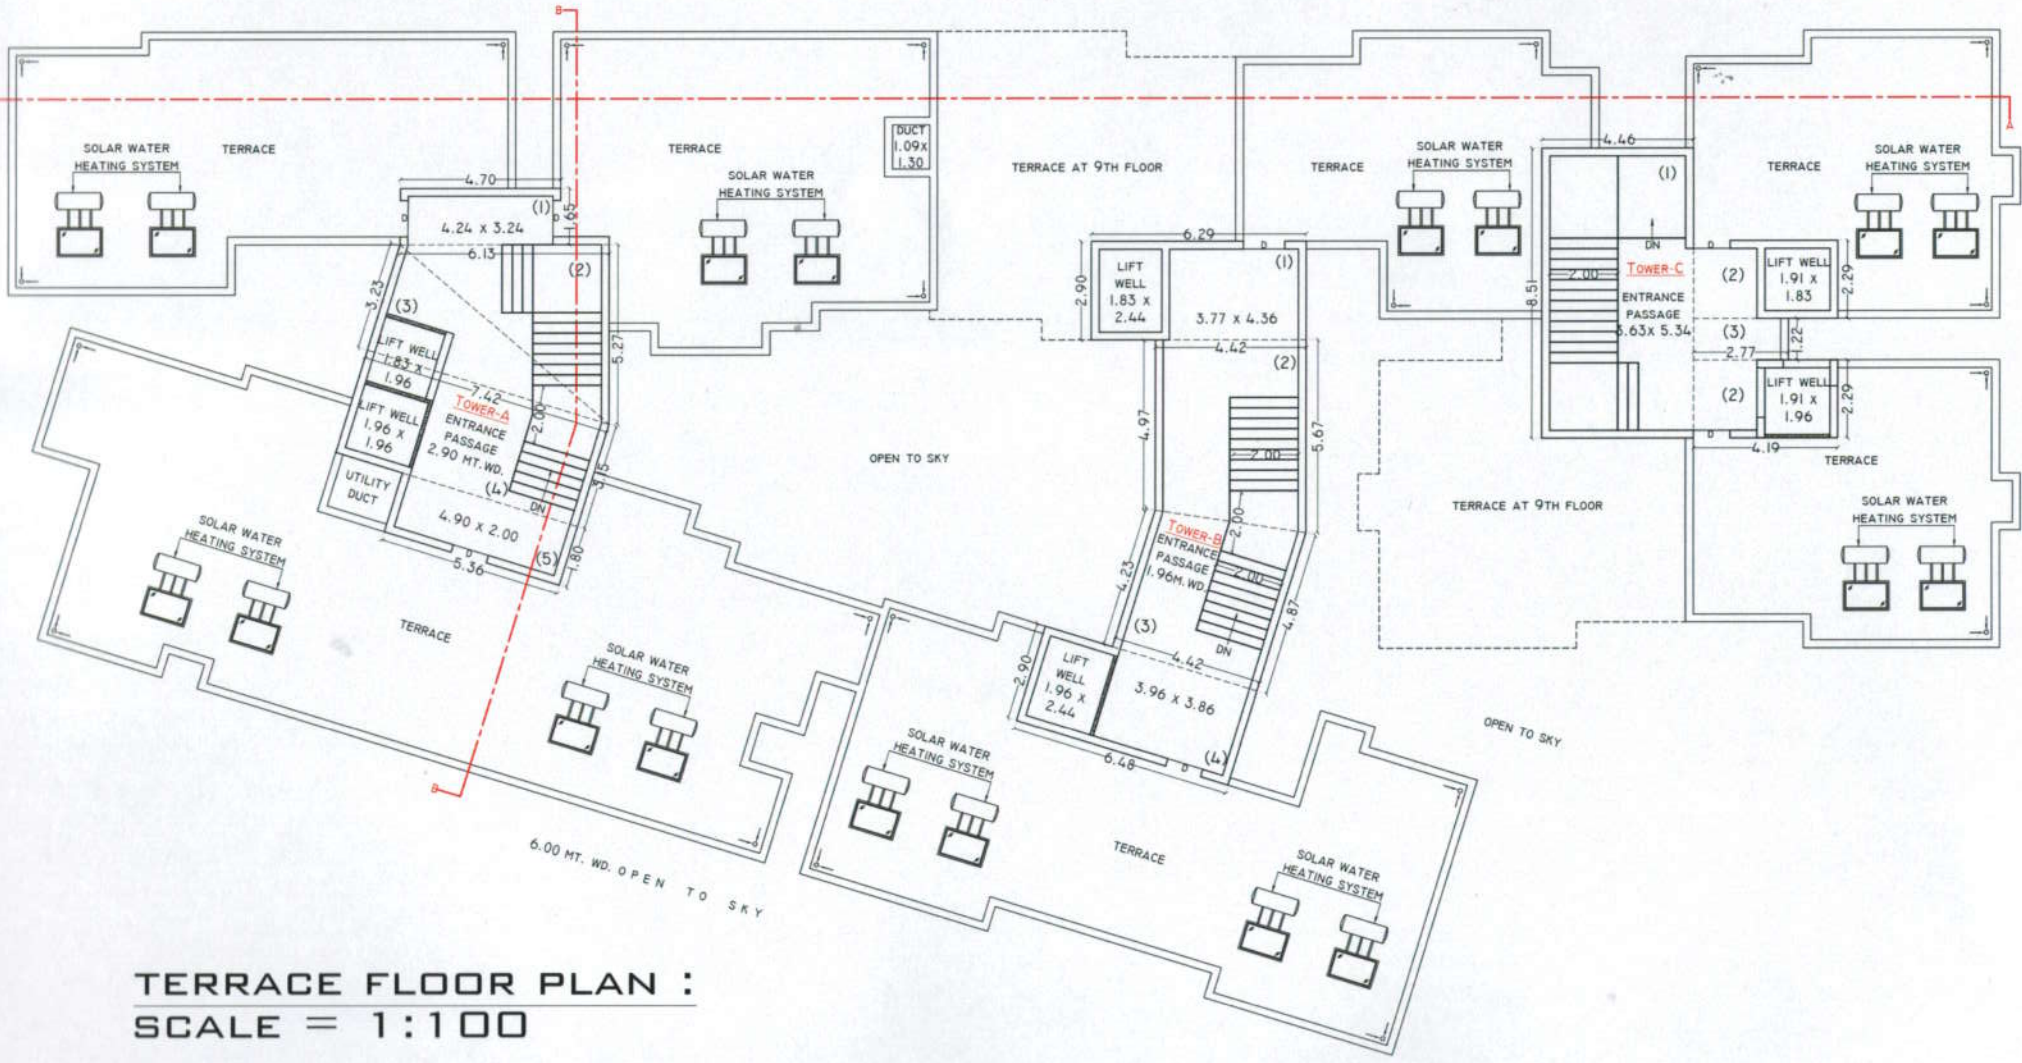 B
A
SOLAR WATER
HEATING SYSTEM
TERRACE
4.70
(1)
1.65
4.24 x 3.24
6.13
(2)
3.23
(3)
LIFT WELL
1.83 x
1.96
LIFT WELL
1.96 x
1.96
UTILITY
DUCT
7.42
TOWER-A
ENTRANCE
PASSAGE
2.90 MT.WD.
2.00
5.27
3.15
(4)
DN
4.90 x 2.00
D
(5)
1.80
5.36
D
D
TERRACE
DUCT
1.09x
1.30
SOLAR WATER
HEATING SYSTEM
TERRACE AT 9TH FLOOR
OPEN TO SKY
6.29
D
(1)
2.90
LIFT
WELL
1.83 x
2.44
3.77 x 4.36
4.42
(2)
4.97
5.67
2.00
2.00
TOWER-B
ENTRANCE
PASSAGE
1.96M.WD.
2.00
4.23
4.87
(3)
DN
4.42
2.90
LIFT
WELL
1.96 x
2.44
3.96 x 3.86
6.48
D
(4)
TERRACE
SOLAR WATER
HEATING SYSTEM
4.46
(1)
DN
2.00
8.51
TOWER-C
ENTRANCE
PASSAGE
3.63x 5.34
D
(2)
LIFT WELL
1.91 x
1.83
2.29
(3)
2.77
1.22
(2)
LIFT WELL
1.91 x
1.96
2.29
D
4.19
TERRACE
SOLAR WATER
HEATING SYSTEM
TERRACE
SOLAR WATER
HEATING SYSTEM
TERRACE AT 9TH FLOOR
OPEN TO SKY
SOLAR WATER
HEATING SYSTEM
TERRACE
SOLAR WATER
HEATING SYSTEM
B
SOLAR WATER
HEATING SYSTEM
TERRACE
SOLAR WATER
HEATING SYSTEM
6.00 MT. WD. OPEN TO SKY
TERRACE FLOOR PLAN :
SCALE = 1:100